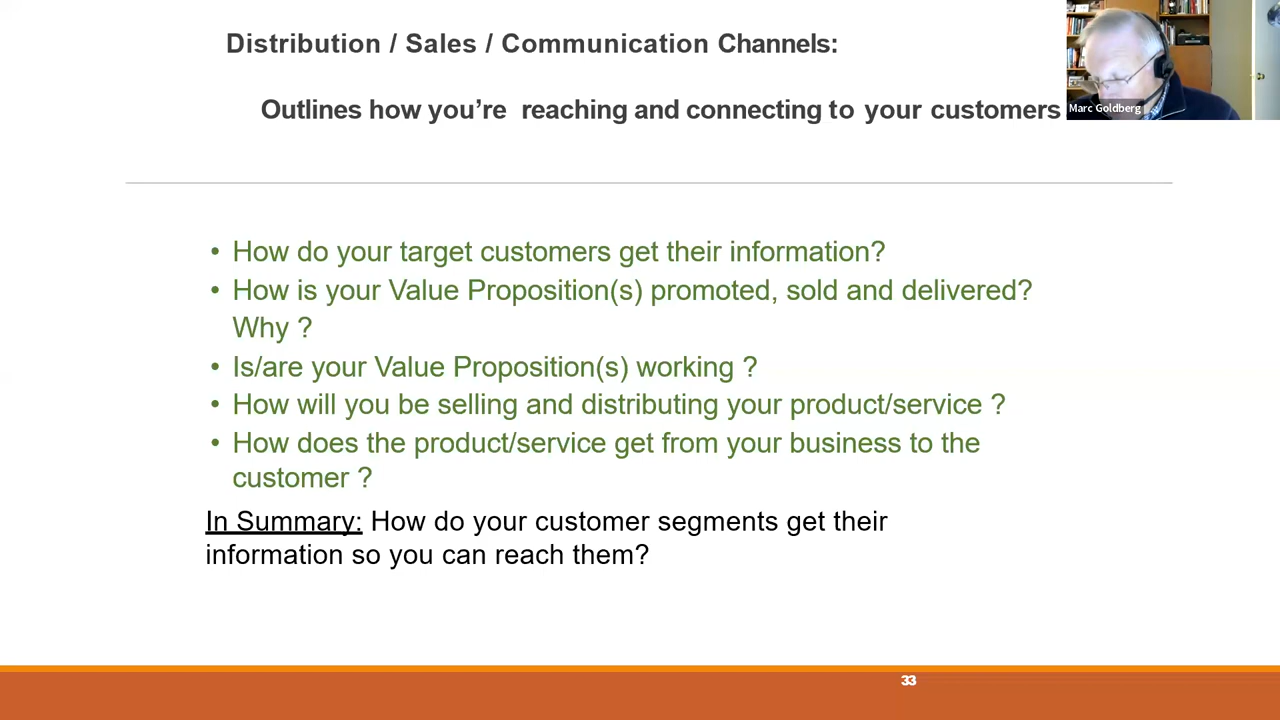 Distribution / Sales / Communication Channels:
Outlines how you’re reaching and connecting to your customers
Marc Goldberg
• How do your target customers get their information?
• How is your Value Proposition(s) promoted, sold and delivered?
Why ?
• Is/are your Value Proposition(s) working ?
• How will you be selling and distributing your product/service ?
• How does the product/service get from your business to the
customer ?
In Summary: How do your customer segments get their
information so you can reach them?
33